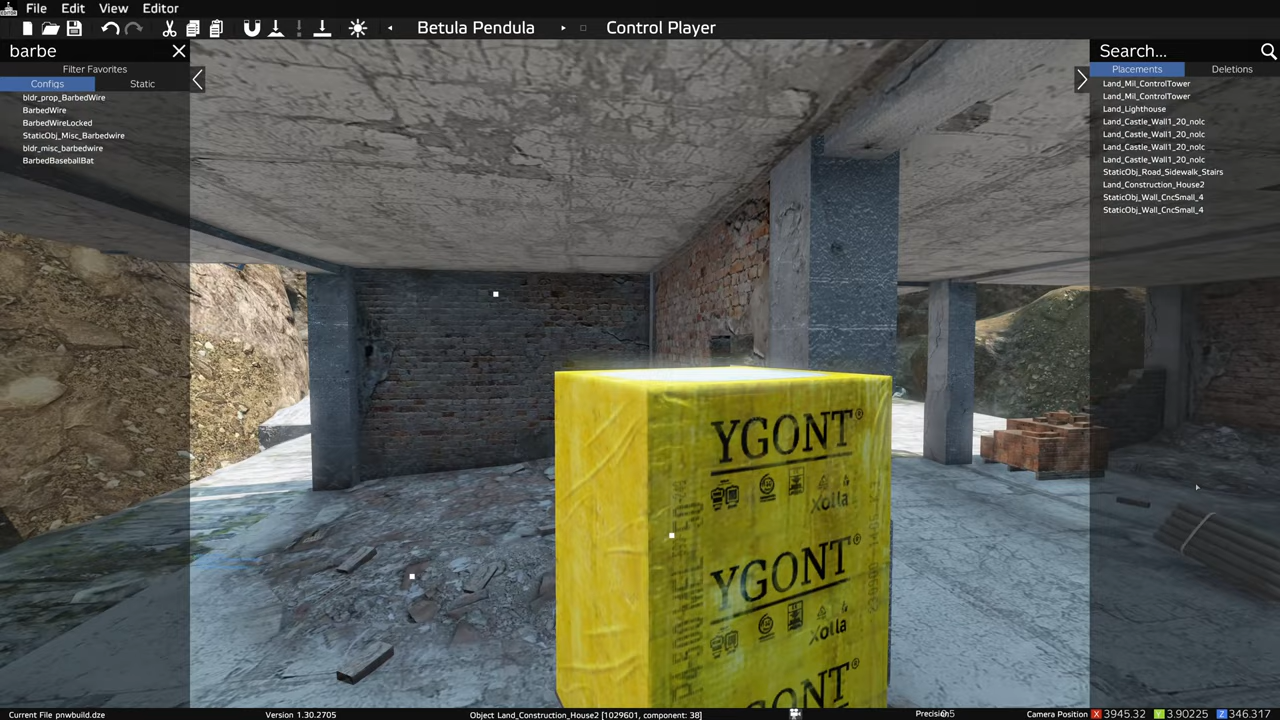 File Edit View Editor
Betula Pendula Control Player
barbe
Filter Favorites
Configs Static
bldr_prop_BarbedWire
BarbedWire
BarbedWireLocked
StaticObj_Misc_Barbedwire
bldr_misc_barbedwire
BarbedBaseballBat
Search...
Placements Deletions
Land_Mil_ControlTower
Land_Mil_ControlTower
Land_Lighthouse
Land_Castle_Wall1_20_nolc
Land_Castle_Wall1_20_nolc
Land_Castle_Wall1_20_nolc
Land_Castle_Wall1_20_nolc
StaticObj_Road_Sidewalk_Stairs
Land_Construction_House2
StaticObj_Wall_CncSmall_4
StaticObj_Wall_CncSmall_4
YGONT®
Xolla
YGONT®
Xolla
YGONT®
Current File pnwbuild.dze Version 1.30.2705 Object Land_Construction_House2 [1029601, component: 38] Camera Position X 3945.32 Y 3.90225 Z 346.317